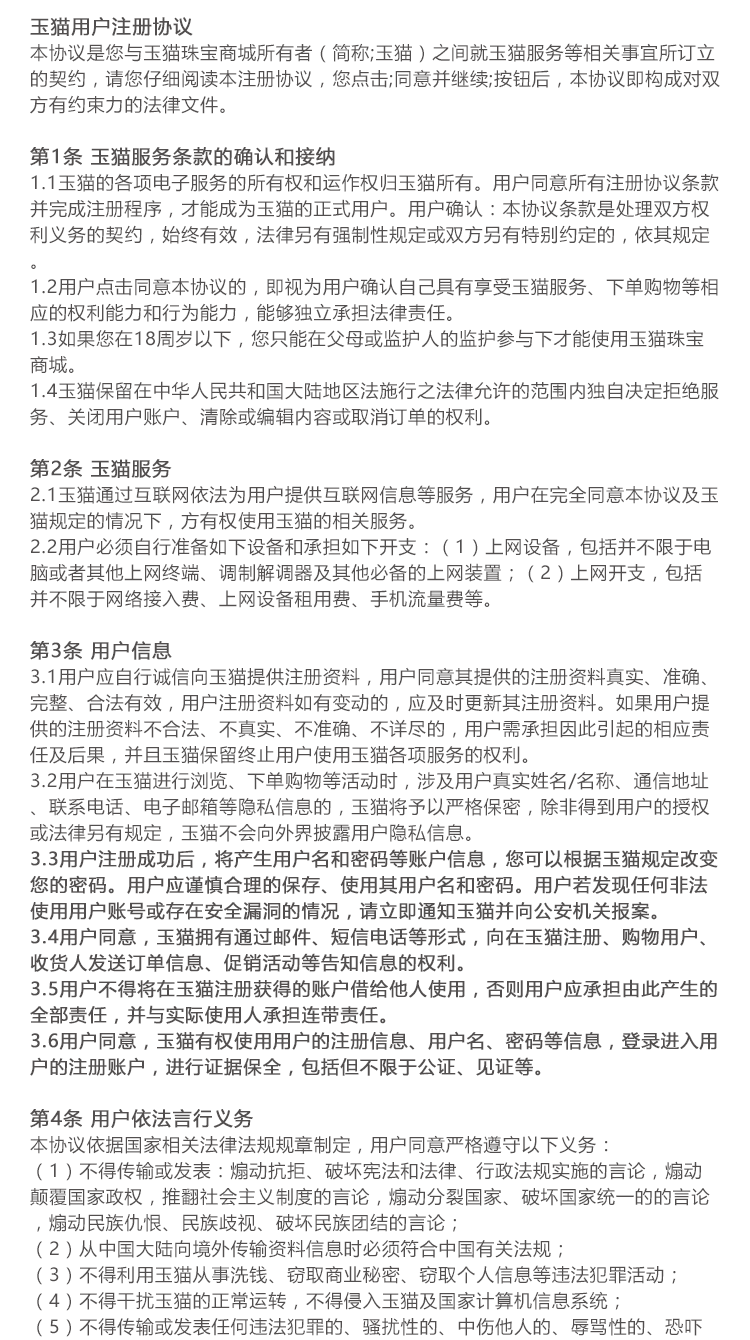 玉猫用户注册协议
本协议是您与玉猫珠宝商城所有者（简称;玉猫）之间就玉猫服务等相关事宜所订立
的契约，请您仔细阅读本注册协议，您点击;同意并继续;按钮后，本协议即构成对双
方有约束力的法律文件。
第1条 玉猫服务条款的确认和接纳
1.1玉猫的各项电子服务的所有权和运作权归玉猫所有。用户同意所有注册协议条款
并完成注册程序，才能成为玉猫的正式用户。用户确认：本协议条款是处理双方权
利义务的契约，始终有效，法律另有强制性规定或双方另有特别约定的，依其规定
。
1.2用户点击同意本协议的，即视为用户确认自己具有享受玉猫服务、下单购物等相
应的权利能力和行为能力，能够独立承担法律责任。
1.3如果您在18周岁以下，您只能在父母或监护人的监护参与下才能使用玉猫珠宝
商城。
1.4玉猫保留在中华人民共和国大陆地区法施行之法律允许的范围内独自决定拒绝服
务、关闭用户账户、清除或编辑内容或取消订单的权利。
第2条 玉猫服务
2.1玉猫通过互联网依法为用户提供互联网信息等服务，用户在完全同意本协议及玉
猫规定的情况下，方有权使用玉猫的相关服务。
2.2用户必须自行准备如下设备和承担如下开支：（1）上网设备，包括并不限于电
脑或者其他上网终端、调制解调器及其他必备的上网装置；（2）上网开支，包括
并不限于网络接入费、上网设备租用费、手机流量费等。
第3条 用户信息
3.1用户应自行诚信向玉猫提供注册资料，用户同意其提供的注册资料真实、准确、
完整、合法有效，用户注册资料如有变动的，应及时更新其注册资料。如果用户提
供的注册资料不合法、不真实、不准确、不详尽的，用户需承担因此引起的相应责
任及后果，并且玉猫保留终止用户使用玉猫各项服务的权利。
3.2用户在玉猫进行浏览、下单购物等活动时，涉及用户真实姓名/名称、通信地址
、联系电话、电子邮箱等隐私信息的，玉猫将予以严格保密，除非得到用户的授权
或法律另有规定，玉猫不会向外界披露用户隐私信息。
3.3用户注册成功后，将产生用户名和密码等账户信息，您可以根据玉猫规定改变
您的密码。用户应谨慎合理的保存、使用其用户名和密码。用户若发现任何非法
使用用户账号或存在安全漏洞的情况，请立即通知玉猫并向公安机关报案。
3.4用户同意，玉猫拥有通过邮件、短信电话等形式，向在玉猫注册、购物用户、
收货人发送订单信息、促销活动等告知信息的权利。
3.5用户不得将在玉猫注册获得的账户借给他人使用，否则用户应承担由此产生的
全部责任，并与实际使用人承担连带责任。
3.6用户同意，玉猫有权使用用户的注册信息、用户名、密码等信息，登录进入用
户的注册账户，进行证据保全，包括但不限于公证、见证等。
第4条 用户依法言行义务
本协议依据国家相关法律法规规章制定，用户同意严格遵守以下义务：
（1）不得传输或发表：煽动抗拒、破坏宪法和法律、行政法规实施的言论，煽动
颠覆国家政权，推翻社会主义制度的言论，煽动分裂国家、破坏国家统一的的言论
，煽动民族仇恨、民族歧视、破坏民族团结的言论；
（2）从中国大陆向境外传输资料信息时必须符合中国有关法规；
（3）不得利用玉猫从事洗钱、窃取商业秘密、窃取个人信息等违法犯罪活动；
（4）不得干扰玉猫的正常运转，不得侵入玉猫及国家计算机信息系统；
（5）不得传输或发表任何违法犯罪的、骚扰性的、中伤他人的、辱骂性的、恐吓